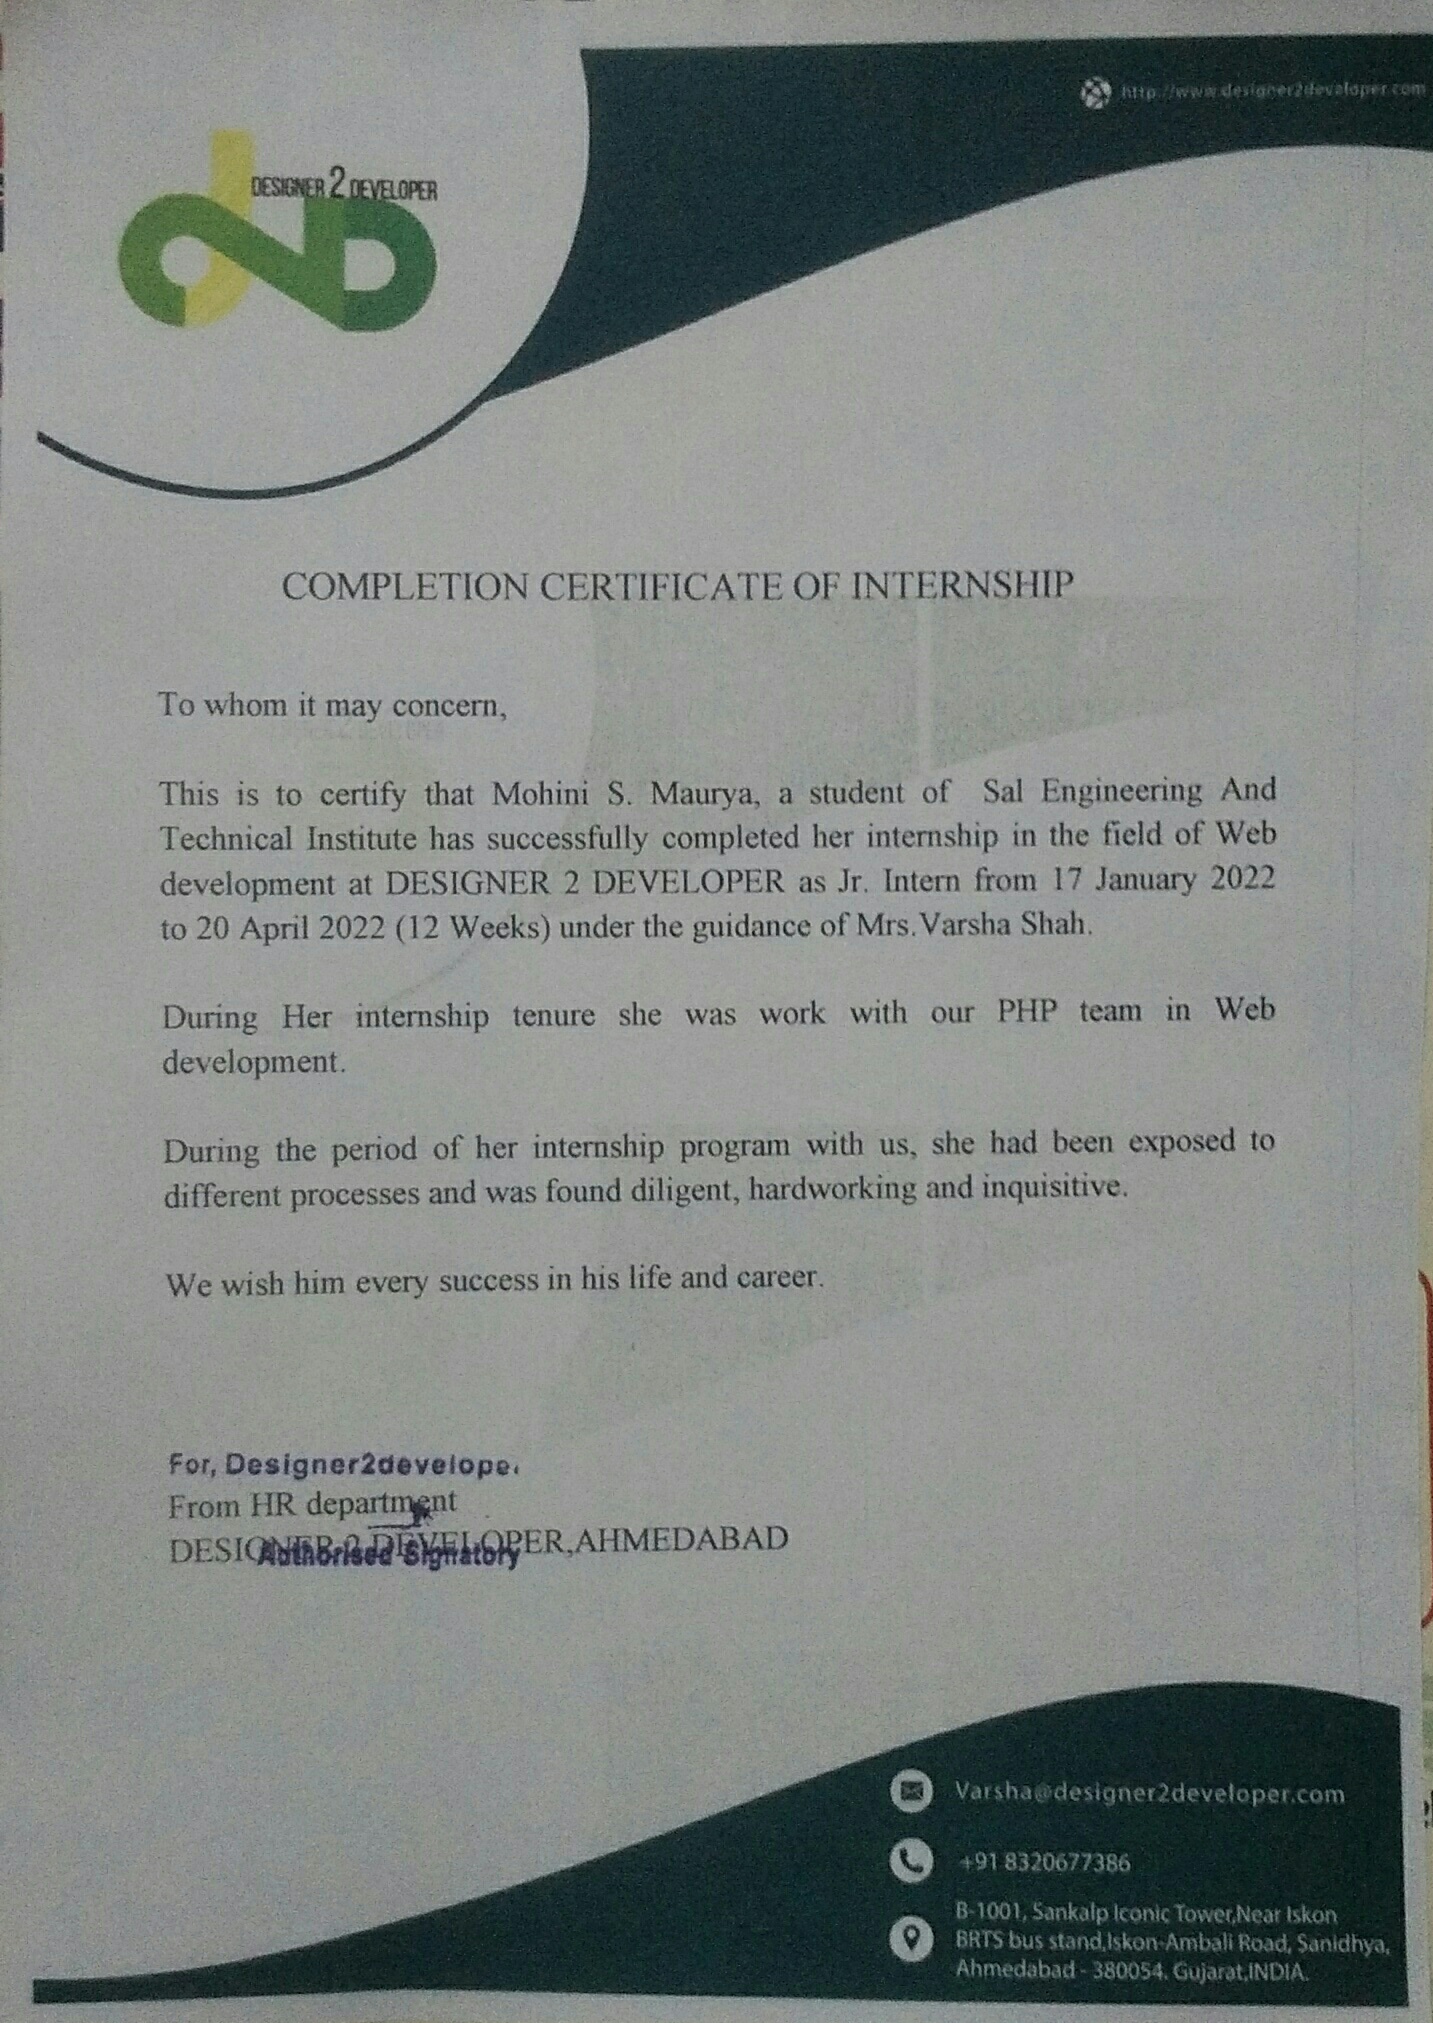 http://www.designer2developer.com
DESIGNER 2 DEVELOPER
COMPLETION CERTIFICATE OF INTERNSHIP
To whom it may concern,
This is to certify that Mohini S. Maurya, a student of Sal Engineering And
Technical Institute has successfully completed her internship in the field of Web
development at DESIGNER 2 DEVELOPER as Jr. Intern from 17 January 2022
to 20 April 2022 (12 Weeks) under the guidance of Mrs.Varsha Shah.
During Her internship tenure she was work with our PHP team in Web
development.
During the period of her internship program with us, she had been exposed to
different processes and was found diligent, hardworking and inquisitive.
We wish him every success in his life and career.
For, Designer2developer
From HR department
DESIGNER 2 DEVELOPER,AHMEDABAD
Authorised Signatory
Varsha@designer2developer.com
+91 8320677386
B-1001, Sankalp Iconic Tower,Near Iskon
BRTS bus stand,Iskon-Ambali Road, Sanidhya,
Ahmedabad - 380054. Gujarat,INDIA.